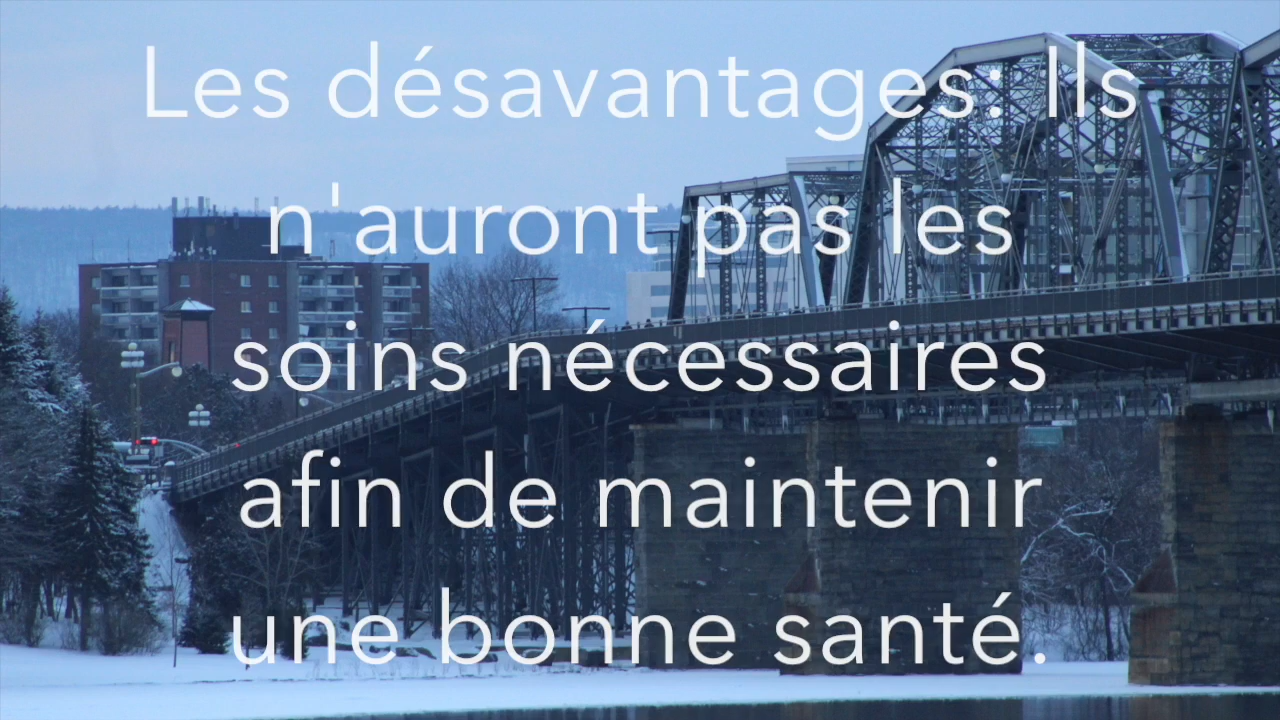 Les désavantages: Ils
n'auront pas les
soins nécessaires
afin de maintenir
une bonne santé.